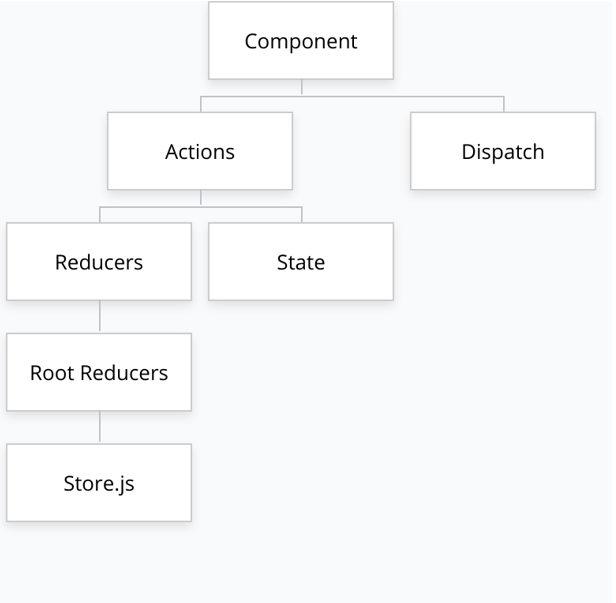 Component
Actions
Dispatch
Reducers
State
Root Reducers
Store.js